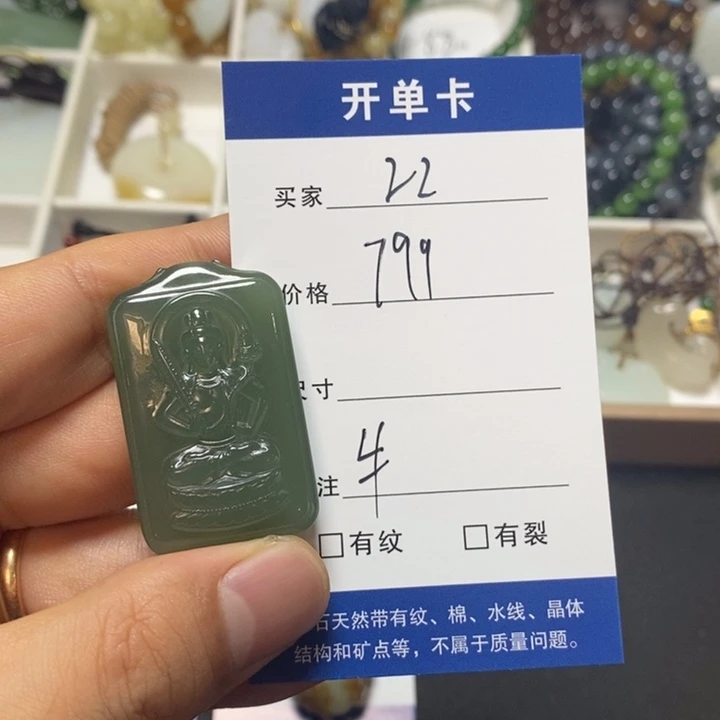 开单卡
买家 22
价格 799
寸
注 牛
□有纹 □有裂
石天然带有纹、棉、水线、晶体
结构和矿点等，不属于质量问题。